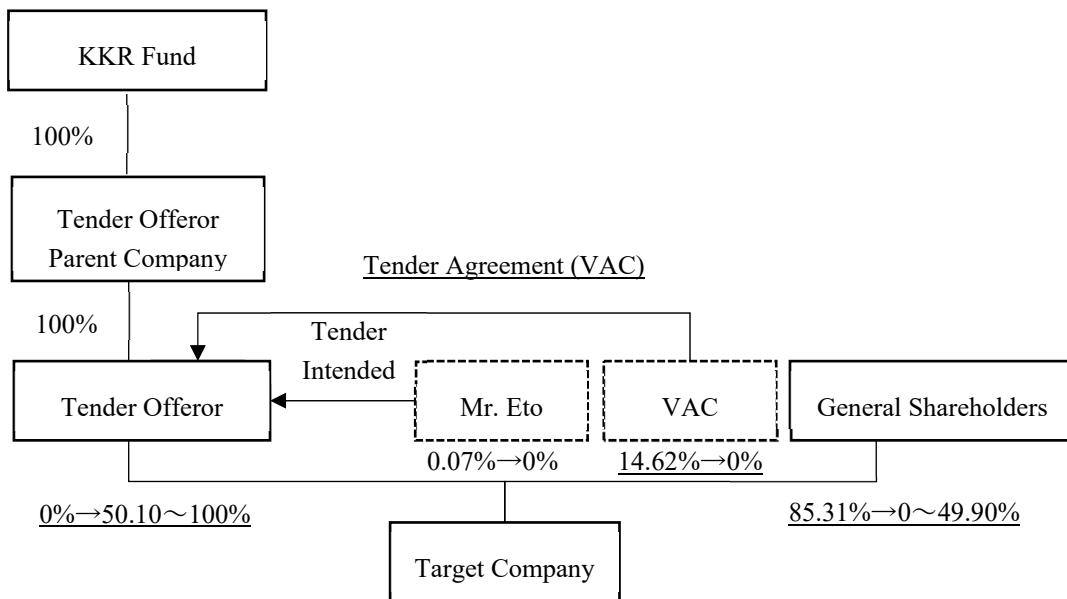 KKR Fund
100%
Tender Offeror
Parent Company
Tender Agreement (VAC)
100%
Tender
Intended
Tender Offeror
Mr. Eto
VAC
General Shareholders
0.07%→0%
14.62%→0%
0%→50.10～100%
85.31%→0～49.90%
Target Company